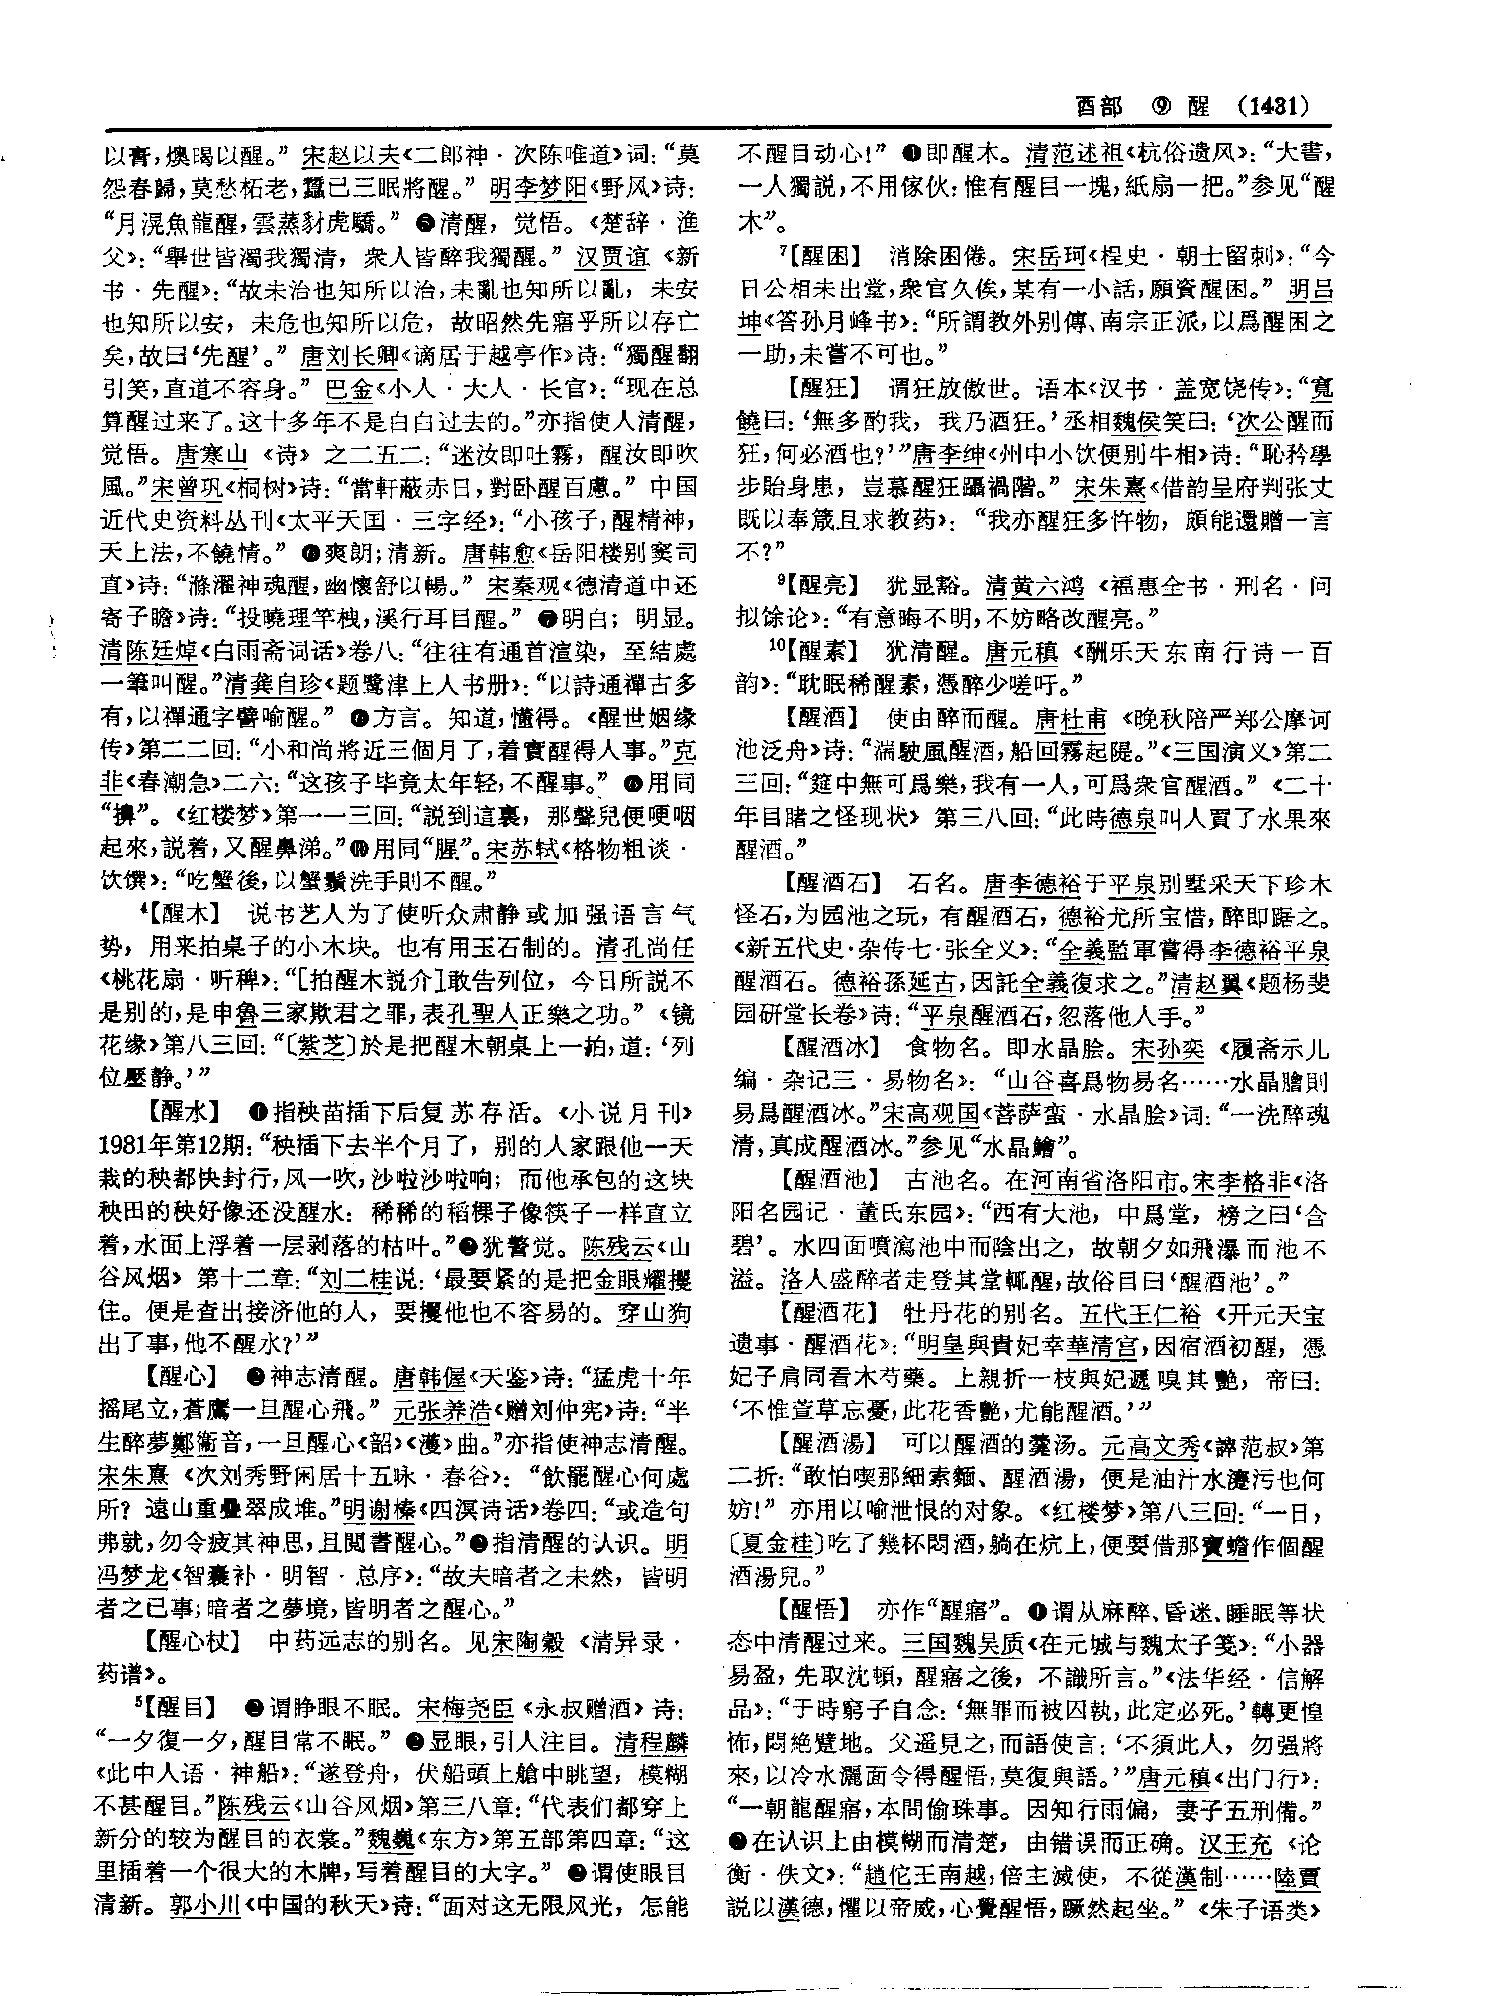 酉部 ⑨ 醒 (1431)
以膏,燠暍以醒。”宋赵以夫《二郎神·次陈唯道》词:“莫
怨春歸,莫愁柘老,蠶已三眠將醒。”明李梦阳《野风》诗:
“月滉魚龍醒,雲蒸豺虎驕。”❺清醒,觉悟。《楚辞·渔
父》:“舉世皆濁我獨清,衆人皆醉我獨醒。”汉贾谊《新
书·先醒》:“故未治也知所以治,未亂也知所以亂,未安
也知所以安,未危也知所以危,故昭然先寤乎所以存亡
矣,故曰‘先醒’。”唐刘长卿《谪居于越亭作》诗:“獨醒翻
引笑,直道不容身。”巴金《小人·大人·长官》:“现在总
算醒过来了。这十多年不是白白过去的。”亦指使人清醒,
觉悟。唐寒山《诗》之二五二:“迷汝即吐霧,醒汝即吹
風。”宋曾巩《桐树》诗:“當軒蔽赤日,對卧醒百慮。”中国
近代史资料丛刊《太平天囯·三字经》:“小孩子,醒精神,
天上法,不饒情。”❻爽朗;清新。唐韩愈《岳阳楼别窦司
直》诗:“滌濯神魂醒,幽懷舒以暢。”宋秦观《德清道中还
寄子瞻》诗:“投曉理竿栧,溪行耳目醒。”❼明白;明显。
清陈廷焯《白雨斋词话》卷八:“往往有通首渲染,至結處
一筆叫醒。”清龚自珍《题鹭津上人书册》:“以詩通禪古多
有,以禪通字譬喻醒。”❽方言。知道,懂得。《醒世姻缘
传》第二二回:“小和尚將近三個月了,着實醒得人事。”克
非《春潮急》二六:“这孩子毕竟太年轻,不醒事。”❾用同
“擤”。《红楼梦》第一一三回:“説到這裏,那聲兒便哽咽
起來,説着,又醒鼻涕。”❿用同“腥”。宋苏轼《格物粗谈·
饮馔》:“吃蟹後,以蟹鬚洗手則不醒。”
⁴【醒木】 说书艺人为了使听众肃静或加强语言气
势,用来拍桌子的小木块。也有用玉石制的。清孔尚任
《桃花扇·听稗》:“[拍醒木説介]敢告列位,今日所説不
是别的,是申魯三家欺君之罪,表孔聖人正樂之功。”《镜
花缘》第八三回:“〔紫芝〕於是把醒木朝桌上一拍,道:‘列
位壓静。’”
【醒水】 ❶指秧苗插下后复苏存活。《小说月刊》
1981年第12期:“秧插下去半个月了,别的人家跟他一天
栽的秧都快封行,风一吹,沙啦沙啦响;而他承包的这块
秧田的秧好像还没醒水:稀稀的稻棵子像筷子一样直立
着,水面上浮着一层剥落的枯叶。”❷犹警觉。陈残云《山
谷风烟》第十二章:“刘二桂说:‘最要紧的是把金眼耀攫
住。便是查出接济他的人,要攫他也不容易的。穿山狗
出了事,他不醒水?’”
【醒心】 ❶神志清醒。唐韩偓《天鉴》诗:“猛虎十年
摇尾立,蒼鷹一旦醒心飛。”元张养浩《赠刘仲宪》诗:“半
生醉夢鄭衞音,一旦醒心《韶》《濩》曲。”亦指使神志清醒。
宋朱熹《次刘秀野闲居十五咏·春谷》:“飲罷醒心何處
所?遠山重疊翠成堆。”明谢榛《四溟诗话》卷四:“或造句
弗就,勿令疲其神思,且閲書醒心。”❷指清醒的认识。明
冯梦龙《智囊补·明智·总序》:“故夫暗者之未然,皆明
者之已事;暗者之夢境,皆明者之醒心。”
【醒心杖】 中药远志的别名。见宋陶穀《清异录·
药谱》。
⁵【醒目】 ❶谓睁眼不眠。宋梅尧臣《永叔赠酒》诗:
“一夕復一夕,醒目常不眠。”❷显眼,引人注目。清程麟
《此中人语·神船》:“遂登舟,伏船頭上艙中眺望,模糊
不甚醒目。”陈残云《山谷风烟》第三八章:“代表们都穿上
新分的较为醒目的衣裳。”魏巍《东方》第五部第四章:“这
里插着一个很大的木牌,写着醒目的大字。”❸谓使眼目
清新。郭小川《中国的秋天》诗:“面对这无限风光,怎能
不醒目动心!”❹即醒木。清范述祖《杭俗遗风》:“大書,
一人獨説,不用傢伙;惟有醒目一塊,紙扇一把。”参见“醒
木”。
⁷【醒困】 消除困倦。宋岳珂《桯史·朝士留刺》:“今
日公相未出堂,衆官久俟,某有一小話,願資醒困。”明吕
坤《答孙月峰书》:“所謂教外别傳、南宗正派,以爲醒困之
一助,未嘗不可也。”
【醒狂】 谓狂放傲世。语本《汉书·盖宽饶传》:“寬
饒曰:‘無多酌我,我乃酒狂。’丞相魏侯笑曰:‘次公醒而
狂,何必酒也?’”唐李绅《州中小饮便别牛相》诗:“恥矜學
步貽身患,豈慕醒狂躡禍階。”宋朱熹《借韵呈府判张丈
既以奉箴且求教药》:“我亦醒狂多忤物,頗能還贈一言
不?”
⁹【醒亮】 犹显豁。清黄六鸿《福惠全书·刑名·问
拟馀论》:“有意晦不明,不妨略改醒亮。”
¹⁰【醒素】 犹清醒。唐元稹《酬乐天东南行诗一百
韵》:“耽眠稀醒素,憑醉少嗟吁。”
【醒酒】 使由醉而醒。唐杜甫《晚秋陪严郑公摩诃
池泛舟》诗:“湍駛風醒酒,船回霧起隄。”《三国演义》第二
三回:“筵中無可爲樂,我有一人,可爲衆官醒酒。”《二十
年目睹之怪现状》第三八回:“此時德泉叫人買了水果來
醒酒。”
【醒酒石】 石名。唐李德裕于平泉别墅采天下珍木
怪石,为园池之玩,有醒酒石,德裕尤所宝惜,醉即踞之。
《新五代史·杂传七·张全义》:“全義監軍嘗得李德裕平泉
醒酒石。德裕孫延古,因託全義復求之。”清赵翼《题杨斐
园研堂长卷》诗:“平泉醒酒石,忽落他人手。”
【醒酒冰】 食物名。即水晶脍。宋孙奕《履斋示儿
编·杂记三·易物名》:“山谷喜爲物易名……水晶膾則
易爲醒酒冰。”宋高观国《菩萨蛮·水晶脍》词:“一洗醉魂
清,真成醒酒冰。”参见“水晶鱠”。
【醒酒池】 古池名。在河南省洛阳市。宋李格非《洛
阳名园记·董氏东园》:“西有大池,中爲堂,榜之曰‘含
碧’。水四面噴瀉池中而陰出之,故朝夕如飛瀑而池不
溢。洛人盛醉者走登其堂輒醒,故俗目曰‘醒酒池’。”
【醒酒花】 牡丹花的别名。五代王仁裕《开元天宝
遗事·醒酒花》:“明皇與貴妃幸華清宫,因宿酒初醒,憑
妃子肩同看木芍藥。上親折一枝與妃遞嗅其艷,帝曰:
‘不惟萱草忘憂,此花香艷,尤能醒酒。’”
【醒酒湯】 可以醒酒的羹汤。元高文秀《谇范叔》第
二折:“敢怕喫那細素麵、醒酒湯,便是油汁水漉污也何
妨!”亦用以喻泄恨的对象。《红楼梦》第八三回:“一日,
〔夏金桂〕吃了幾杯悶酒,躺在炕上,便要借那寶蟾作個醒
酒湯兒。”
【醒悟】 亦作“醒寤”。❶谓从麻醉、昏迷、睡眠等状
态中清醒过来。三国魏吴质《在元城与魏太子笺》:“小器
易盈,先取沈頓,醒寤之後,不識所言。”《法华经·信解
品》:“于時窮子自念:‘無罪而被囚執,此定必死。’轉更惶
怖,悶絶躄地。父遥見之,而語使言:‘不須此人,勿强將
來,以冷水灑面令得醒悟,莫復與語。’”唐元稹《出门行》:
“一朝龍醒寤,本問偷珠事。因知行雨偏,妻子五刑備。”
❷在认识上由模糊而清楚,由错误而正确。汉王充《论
衡·佚文》:“趙佗王南越,倍主滅使,不從漢制……陸賈
説以漢德,懼以帝威,心覺醒悟,蹶然起坐。”《朱子语类》